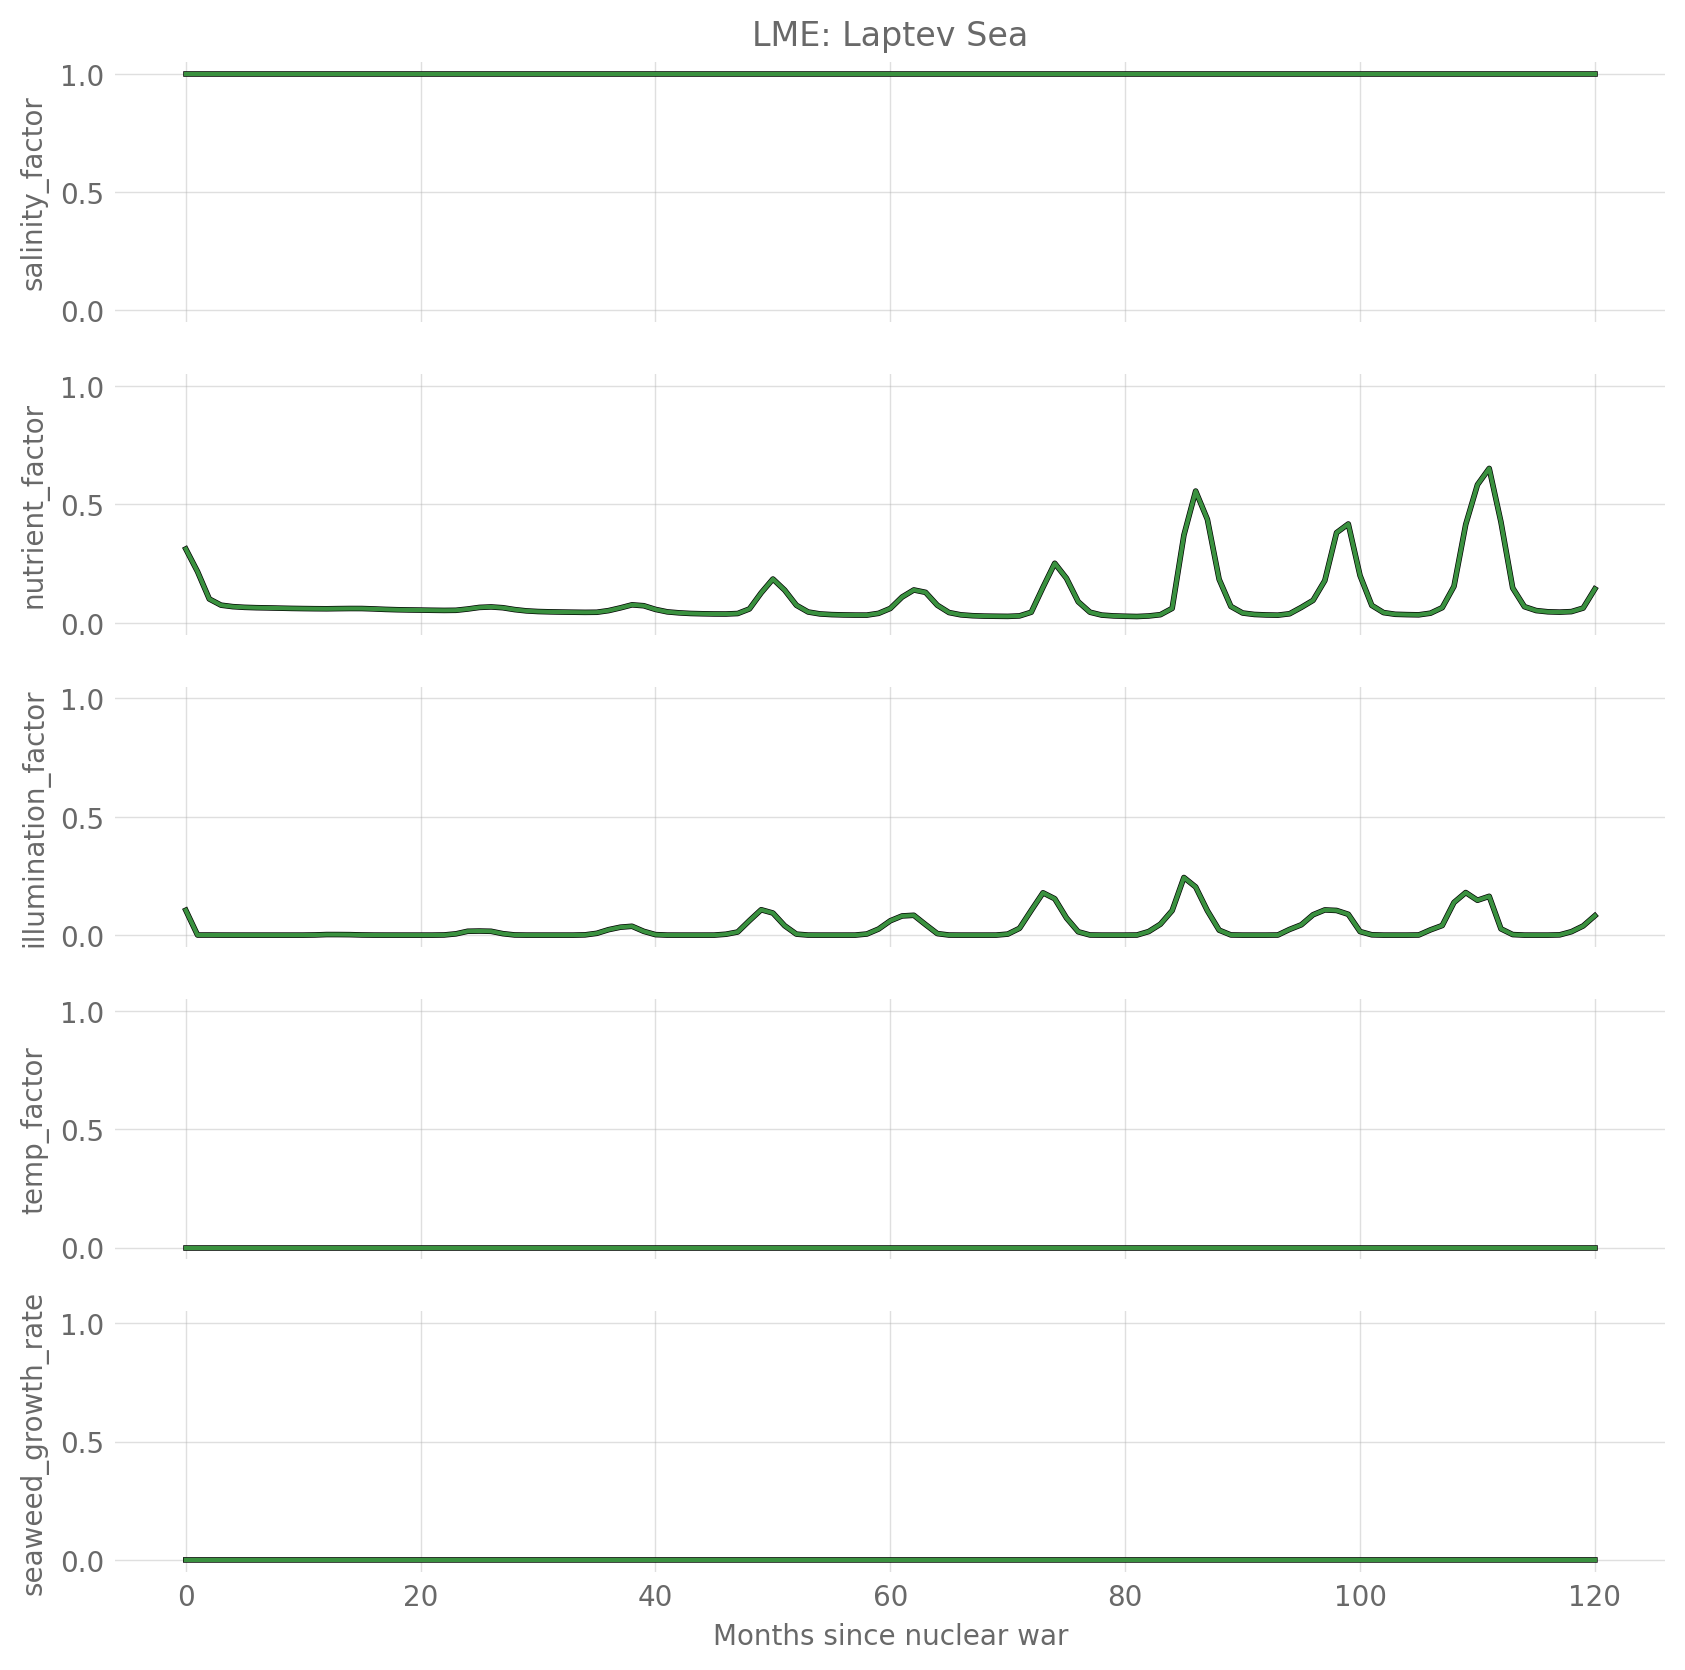 LME: Laptev Sea
1.0
0.5
0.0
salinity_factor
1.0
0.5
0.0
nutrient_factor
1.0
0.5
0.0
illumination_factor
1.0
0.5
0.0
temp_factor
1.0
0.5
0.0
seaweed_growth_rate
0 20 40 60 80 100 120
Months since nuclear war